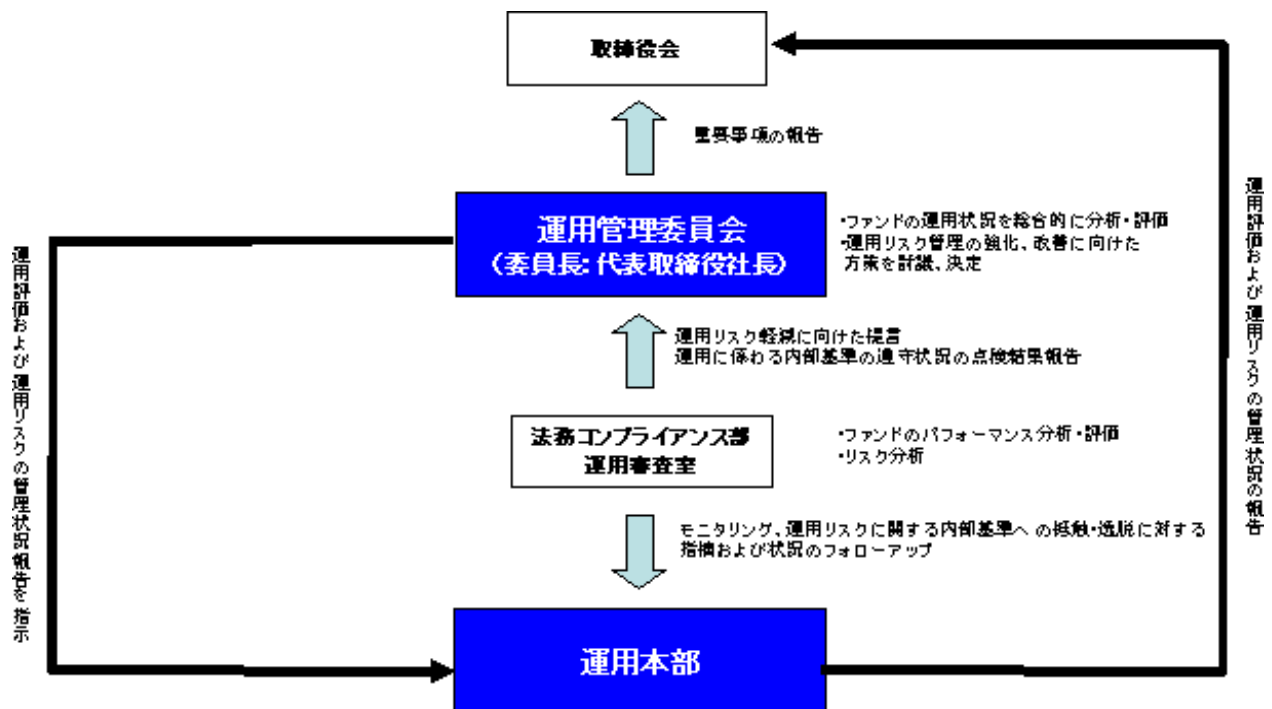 取締役会
重要事項の報告
運用管理委員会
(委員長:代表取締役社長)
・ファンドの運用状況を総合的に分析・評価
・運用リスク管理の強化、改善に向けた
方策を討議、決定
運用リスク軽減に向けた提言
運用に係わる内部基準の遵守状況の点検結果報告
法務コンプライアンス部
運用審査室
・ファンドのパフォーマンス分析・評価
・リスク分析
モニタリング、運用リスクに関する内部基準への抵触・逸脱に対する
指摘および状況のフォローアップ
運用本部
運用評価および運用リスクの管理状況報告を指示
運用評価および運用リスクの管理状況の報告